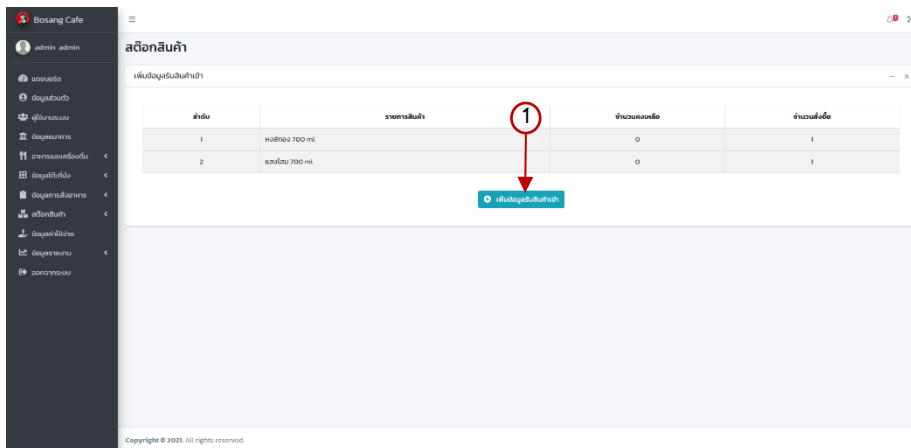 Bosang Cafe
admin admin
แดชบอร์ด
ข้อมูลส่วนตัว
ผู้ใช้งานระบบ
ข้อมูลธนาคาร
อาหารและเครื่องดื่ม
ข้อมูลโต๊ะที่นั่ง
ข้อมูลการสั่งอาหาร
สต๊อกสินค้า
ข้อมูลค่าใช้จ่าย
ข้อมูลรายงาน
ออกจากระบบ
สต๊อกสินค้า
เพิ่มข้อมูลรับสินค้าเข้า
ลำดับ รายการสินค้า จำนวนคงเหลือ จำนวนสั่งซื้อ
1 หงส์ทอง 700 ml. 0 1
2 แสงโสม 700 ml. 0 1
1
เพิ่มข้อมูลรับสินค้าเข้า
Copyright © 2021. All rights reserved.